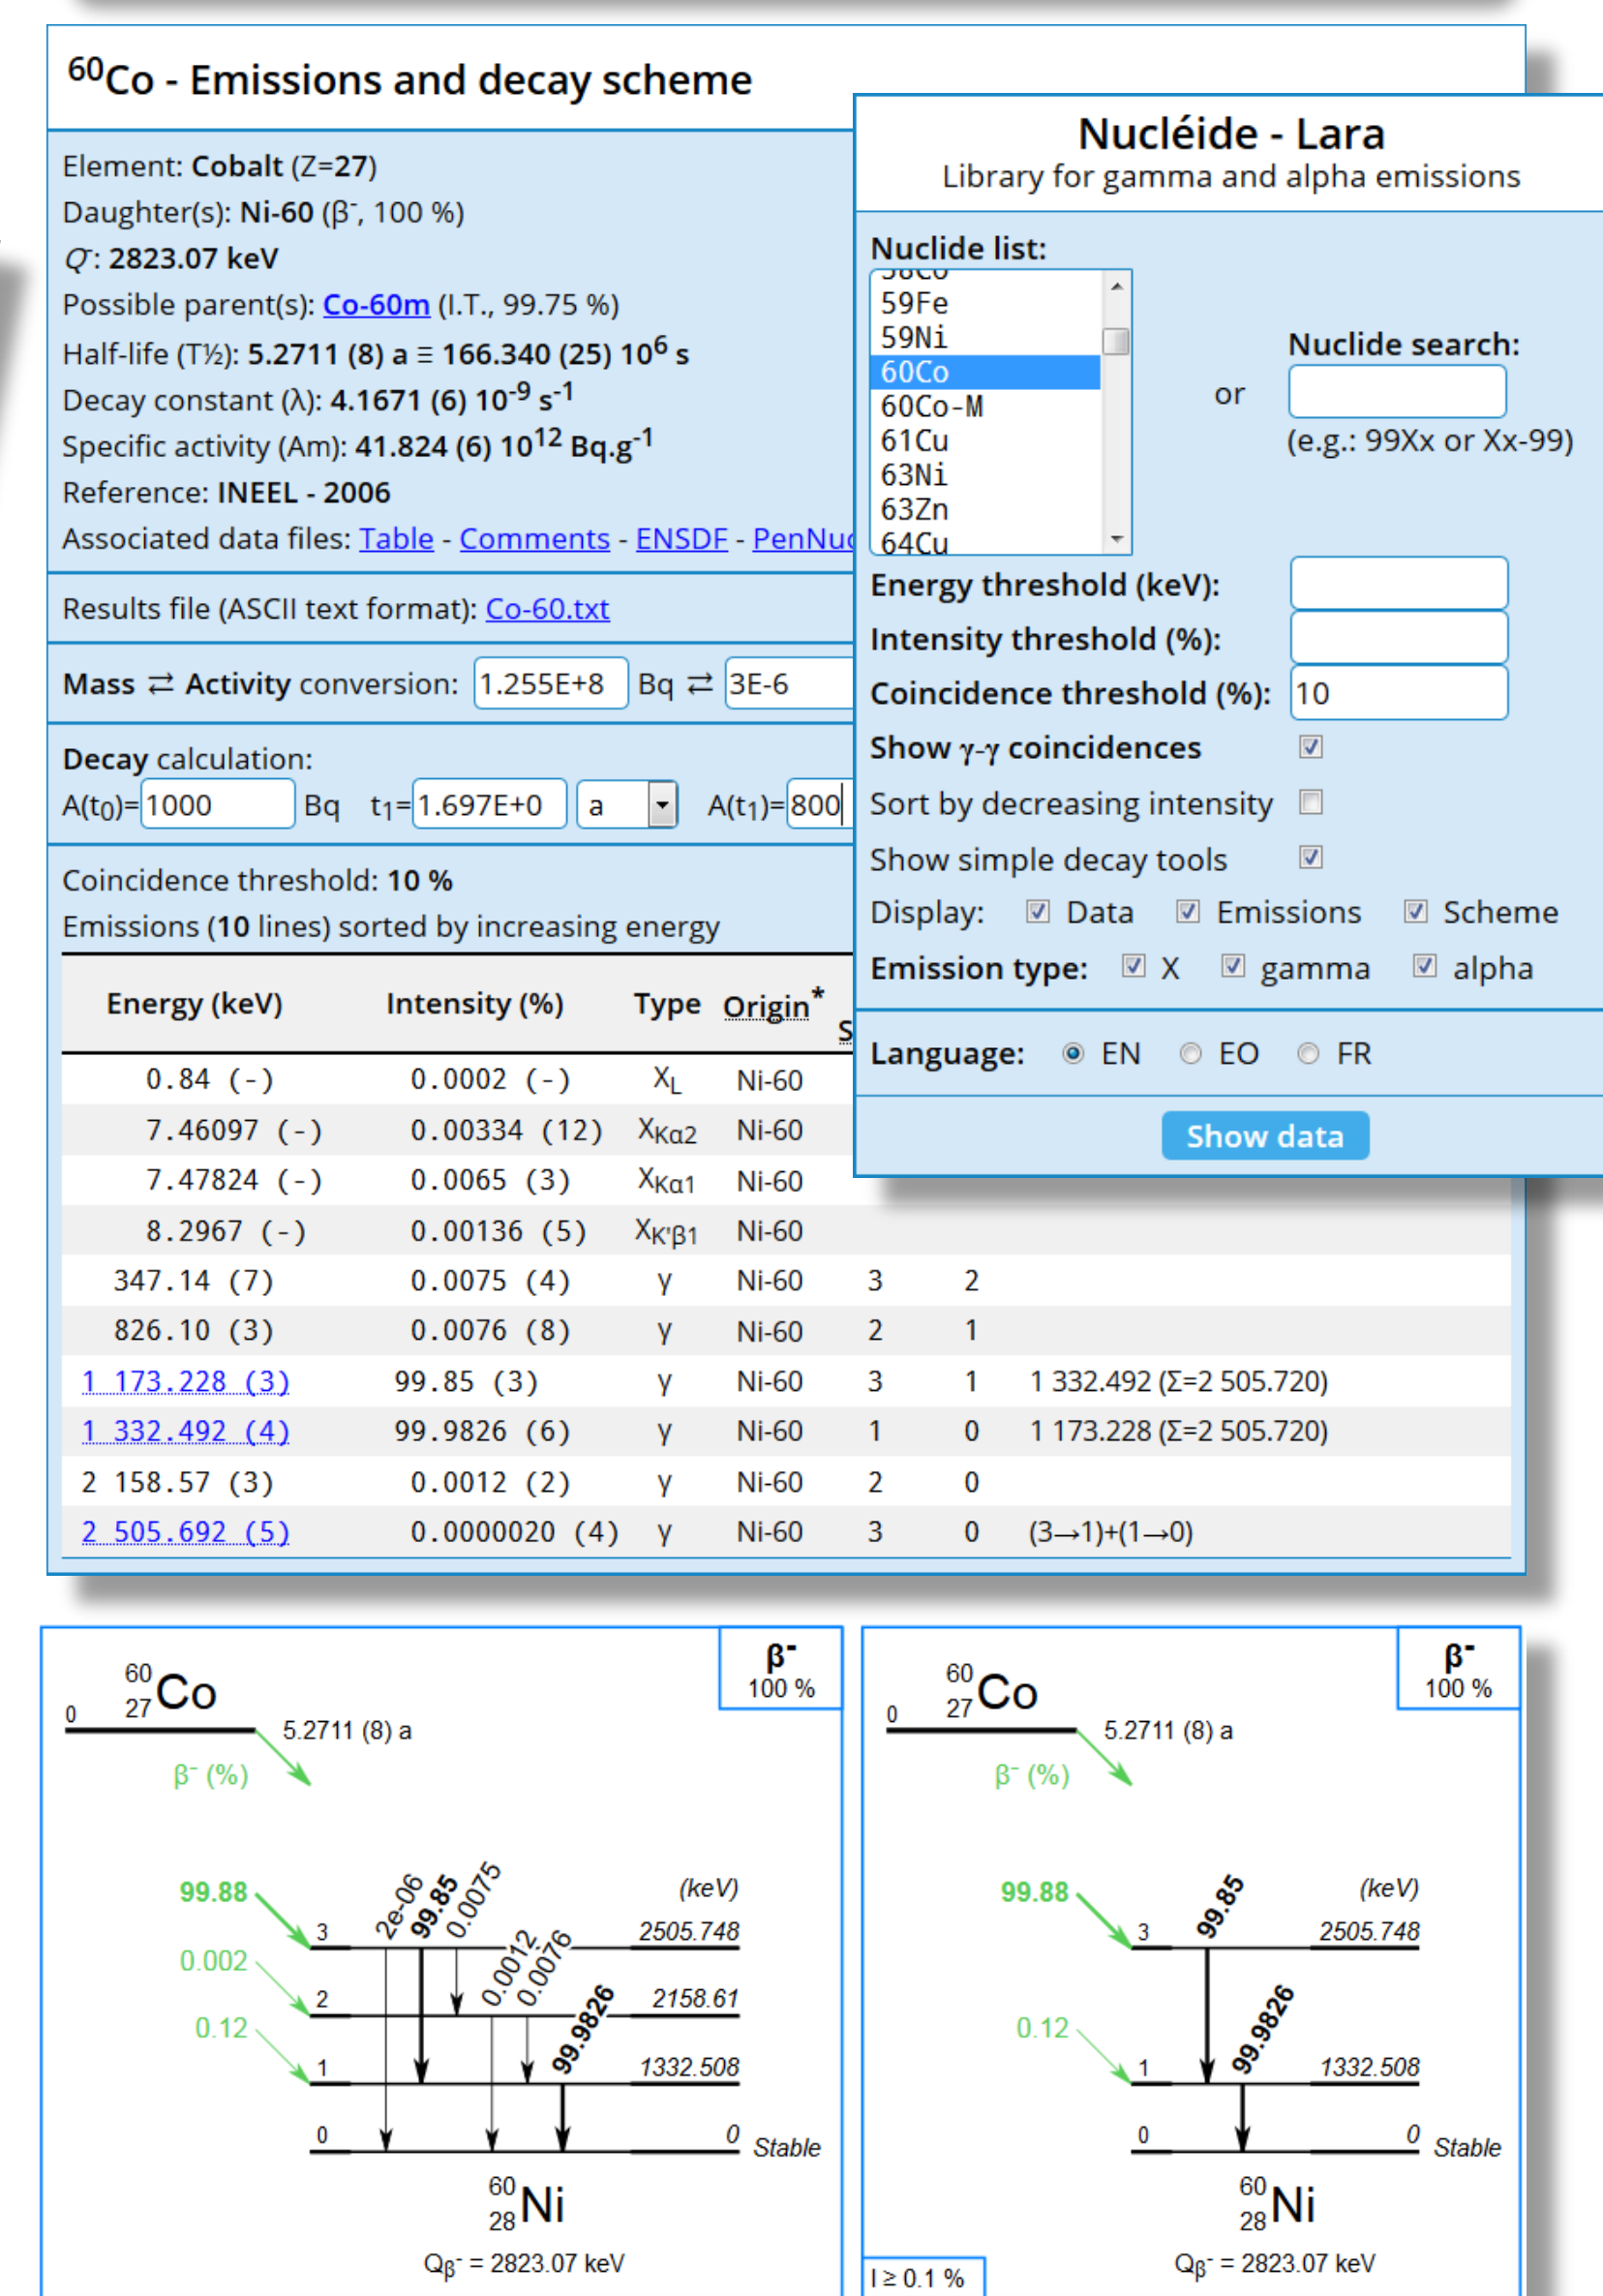 60Co - Emissions and decay scheme
Element: Cobalt (Z=27)
Daughter(s): Ni-60 (β-, 100 %)
Q-: 2823.07 keV
Possible parent(s): Co-60m (I.T., 99.75 %)
Half-life (T½): 5.2711 (8) a ≡ 166.340 (25) 10^6 s
Decay constant (λ): 4.1671 (6) 10^-9 s^-1
Specific activity (Am): 41.824 (6) 10^12 Bq.g^-1
Reference: INEEL - 2006
Associated data files: Table - Comments - ENSDF -
Results file (ASCII text format): Co-60.txt
Mass ⇄ Activity conversion: 1.255E+8 Bq ⇄ 3E-6
Decay calculation:
A(t0)= 1000 Bq t1= 1.697E+0 a A(t1)= 800
Coincidence threshold: 10 %
Emissions (10 lines) sorted by increasing energy
Energy (keV) Intensity (%) Type Origin*
0.84 (-) 0.0002 (-) XL Ni-60
7.46097 (-) 0.00334 (12) XKα2 Ni-60
7.47824 (-) 0.0065 (3) XKα1 Ni-60
8.2967 (-) 0.00136 (5) XK'β1 Ni-60
347.14 (7) 0.0075 (4) γ Ni-60 3 2
826.10 (3) 0.0076 (8) γ Ni-60 2 1
1 173.228 (3) 99.85 (3) γ Ni-60 3 1 1 332.492 (Σ=2 505.720)
1 332.492 (4) 99.9826 (6) γ Ni-60 1 0 1 173.228 (Σ=2 505.720)
2 158.57 (3) 0.0012 (2) γ Ni-60 2 0
2 505.692 (5) 0.0000020 (4) γ Ni-60 3 0 (3→1)+(1→0)
Nucléide - Lara
Library for gamma and alpha emissions
Nuclide list:
58Co
59Fe
59Ni
60Co
60Co-M
61Cu
63Ni
63Zn
64Cu
or
Nuclide search:
(e.g.: 99Xx or Xx-99)
Energy threshold (keV):
Intensity threshold (%):
Coincidence threshold (%): 10
Show γ-γ coincidences
Sort by decreasing intensity
Show simple decay tools
Display: Data Emissions Scheme
Emission type: X gamma alpha
Language: EN EO FR
Show data
β-
100 %
60
27 Co
0
5.2711 (8) a
β- (%)
99.88
0.002
0.12
2e-06
99.85
0.0075
0.0012
0.0076
99.9826
(keV)
3 2505.748
2 2158.61
1 1332.508
0 0 Stable
60
28 Ni
Qβ- = 2823.07 keV
β-
100 %
60
27 Co
0
5.2711 (8) a
β- (%)
99.88
0.12
99.85
99.9826
(keV)
3 2505.748
1 1332.508
0 0 Stable
60
28 Ni
Qβ- = 2823.07 keV
I ≥ 0.1 %